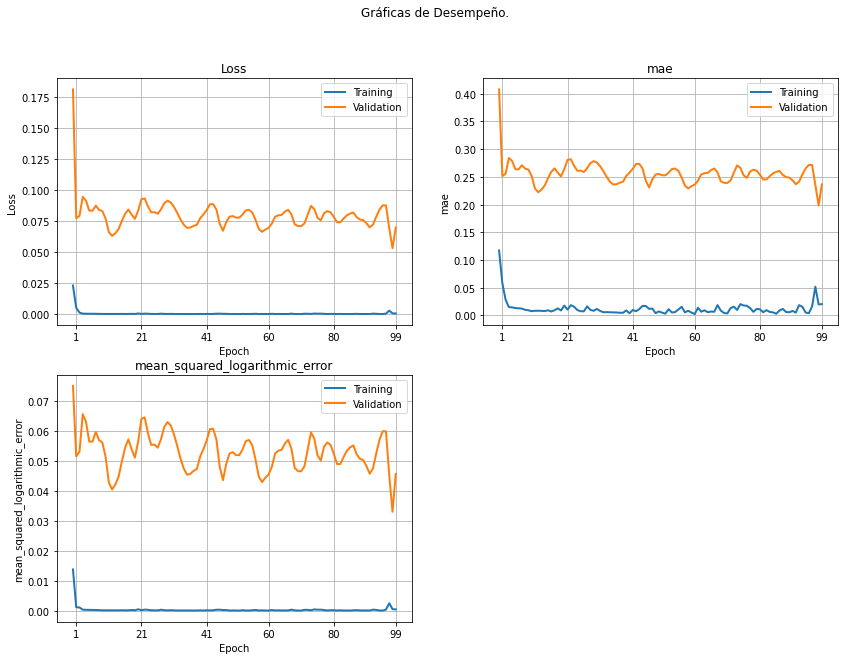 Gráficas de Desempeño.
Loss
0.175
0.150
0.125
0.100
0.075
0.050
0.025
0.000
Loss
Training
Validation
1
21
41
60
80
99
Epoch
mae
0.40
0.35
0.30
0.25
0.20
0.15
0.10
0.05
0.00
mae
Training
Validation
1
21
41
60
80
99
Epoch
mean_squared_logarithmic_error
0.07
0.06
0.05
0.04
0.03
0.02
0.01
0.00
mean_squared_logarithmic_error
Training
Validation
1
21
41
60
80
99
Epoch